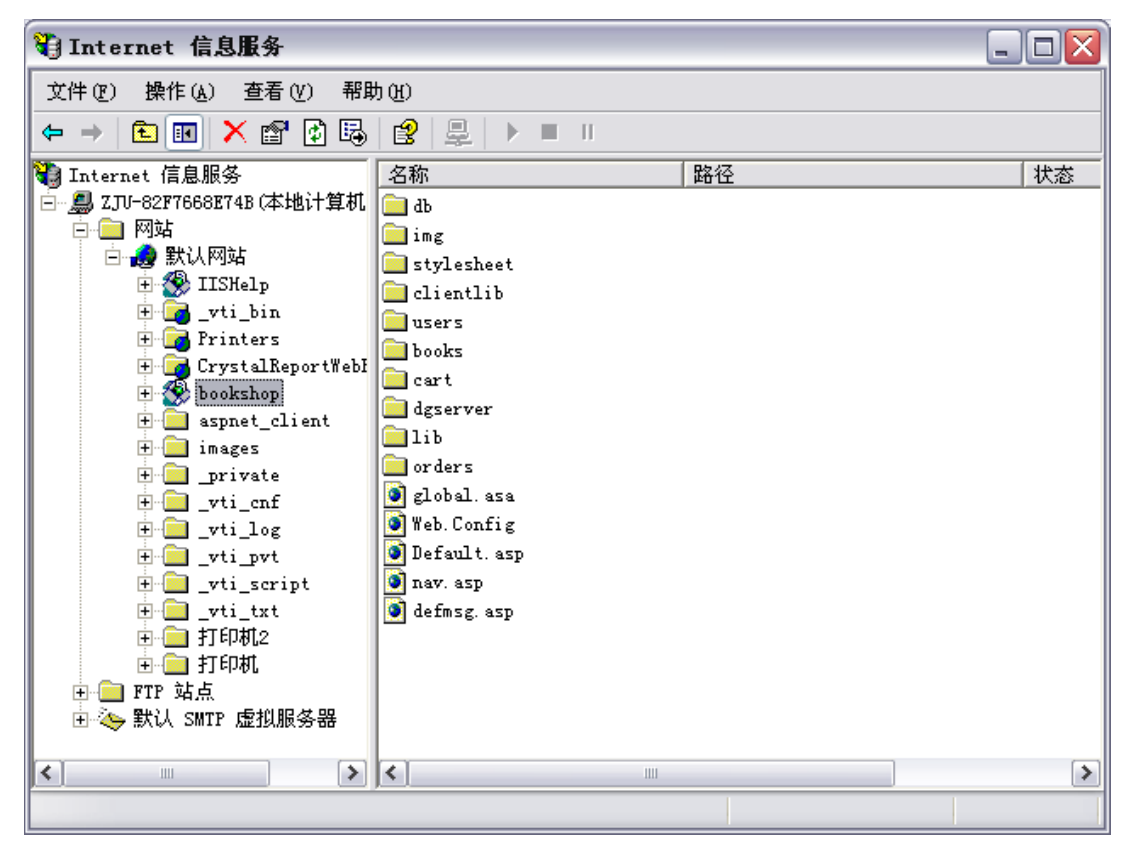 Internet 信息服务
文件(F) 操作(A) 查看(V) 帮助(H)
Internet 信息服务
ZJU-82F7668E74B(本地计算机
网站
默认网站
IISHelp
_vti_bin
Printers
CrystalReportWebF
bookshop
aspnet_client
images
_private
_vti_cnf
_vti_log
_vti_pvt
_vti_script
_vti_txt
打印机2
打印机
FTP 站点
默认 SMTP 虚拟服务器
名称 路径 状态
db
img
stylesheet
clientlib
users
books
cart
dgserver
lib
orders
global.asa
Web.Config
Default.asp
nav.asp
defmsg.asp